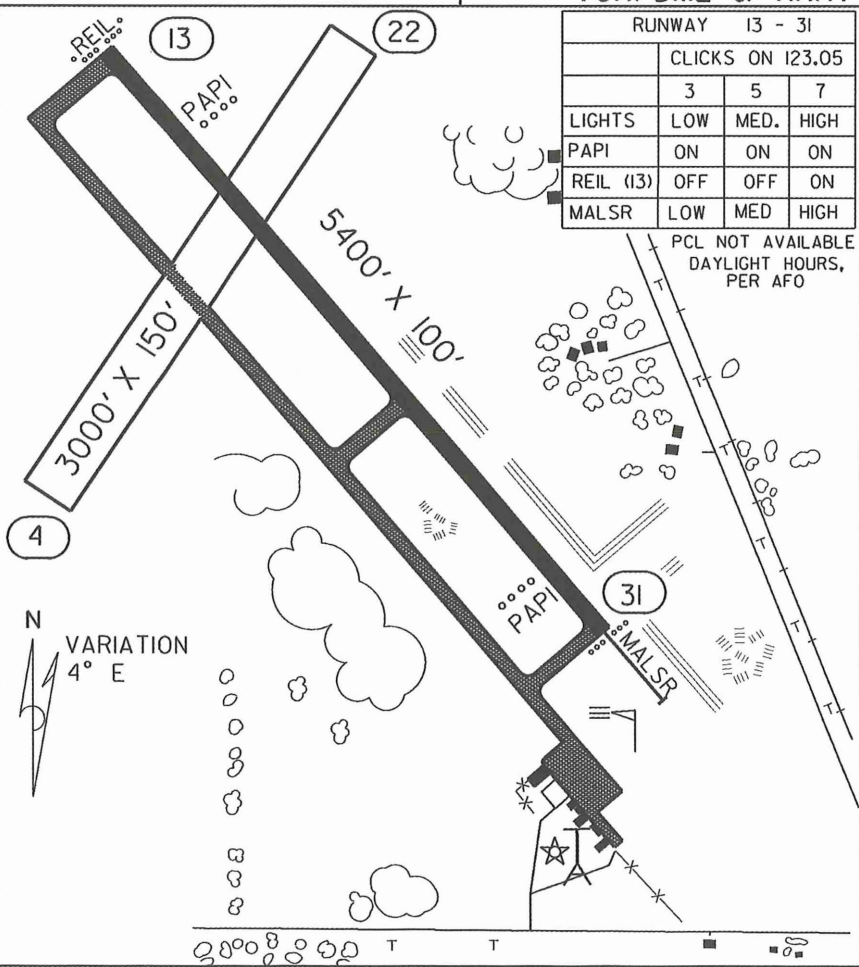 RUNWAY 13 - 31
CLICKS ON 123.05
3 5 7
LIGHTS LOW MED. HIGH
PAPI ON ON ON
REIL (13) OFF OFF ON
MALSR LOW MED HIGH
PCL NOT AVAILABLE
DAYLIGHT HOURS,
PER AFO
REIL
13
22
PAPI
5400' X 100'
3000' X 150'
4
31
PAPI
MALSR
N
VARIATION
4° E
T
T
T
T
T
T
T
T